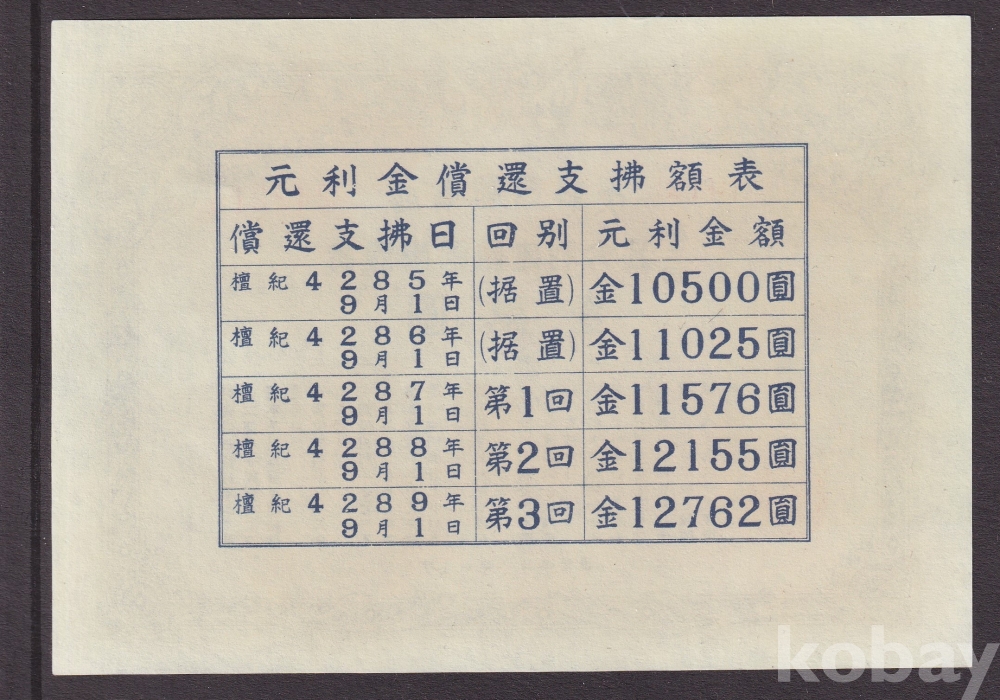 元利金償還支拂額表
償還支拂日 回別 元利金額
檀紀4285年9月1日 (据置) 金10500圓
檀紀4286年9月1日 (据置) 金11025圓
檀紀4287年9月1日 第1回 金11576圓
檀紀4288年9月1日 第2回 金12155圓
檀紀4289年9月1日 第3回 金12762圓
kobay